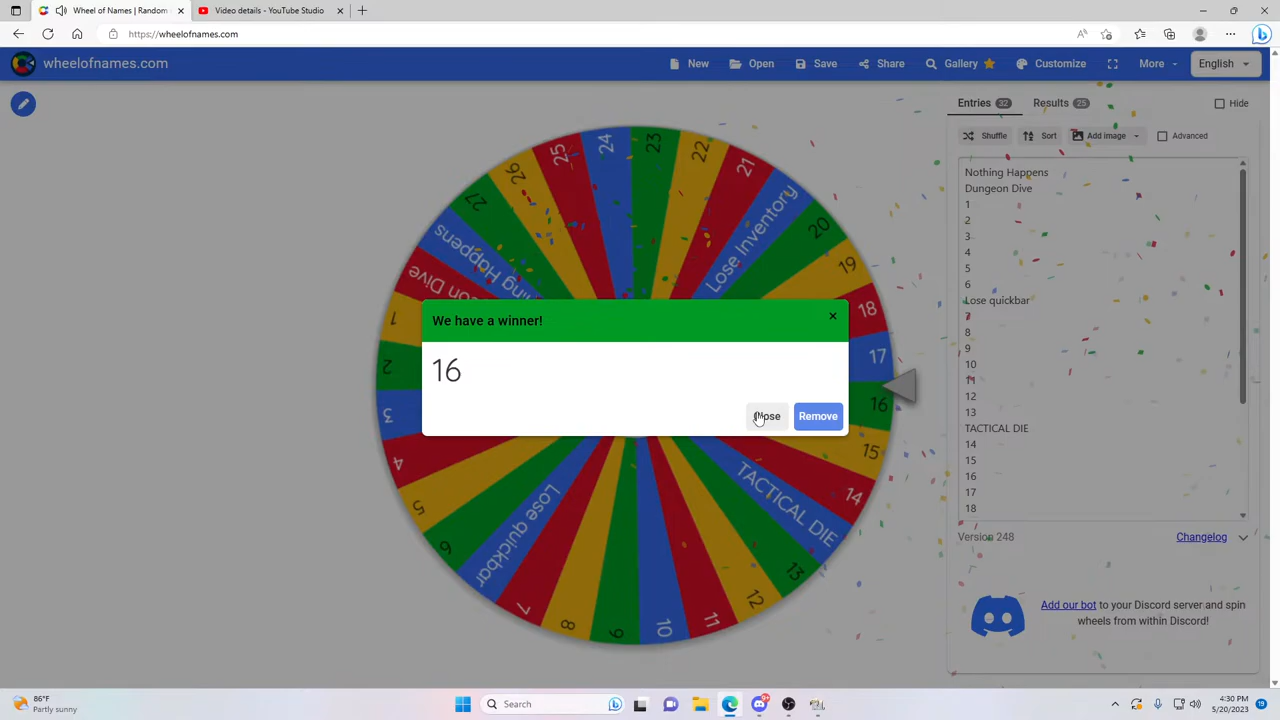 Wheel of Names | Random
Video details - YouTube Studio
https://wheelofnames.com
wheelofnames.com
New
Open
Save
Share
Gallery
Customize
More
English
Entries 32
Results 25
Hide
Shuffle
Sort
Add image
Advanced
Nothing Happens
Dungeon Dive
1
2
3
4
5
6
Lose quickbar
7
8
9
10
11
12
13
TACTICAL DIE
14
15
16
17
18
Version 248
Changelog
Add our bot to your Discord server and spin
wheels from within Discord!
We have a winner!
16
Remove
23
22
21
Lose Inventory
20
19
18
17
16
15
14
TACTICAL DIE
13
12
11
10
9
8
7
Lose quickbar
6
5
4
3
2
1
Dive
Happens
27
26
25
24
86°F
Partly sunny
Search
4:30 PM
5/20/2023
19